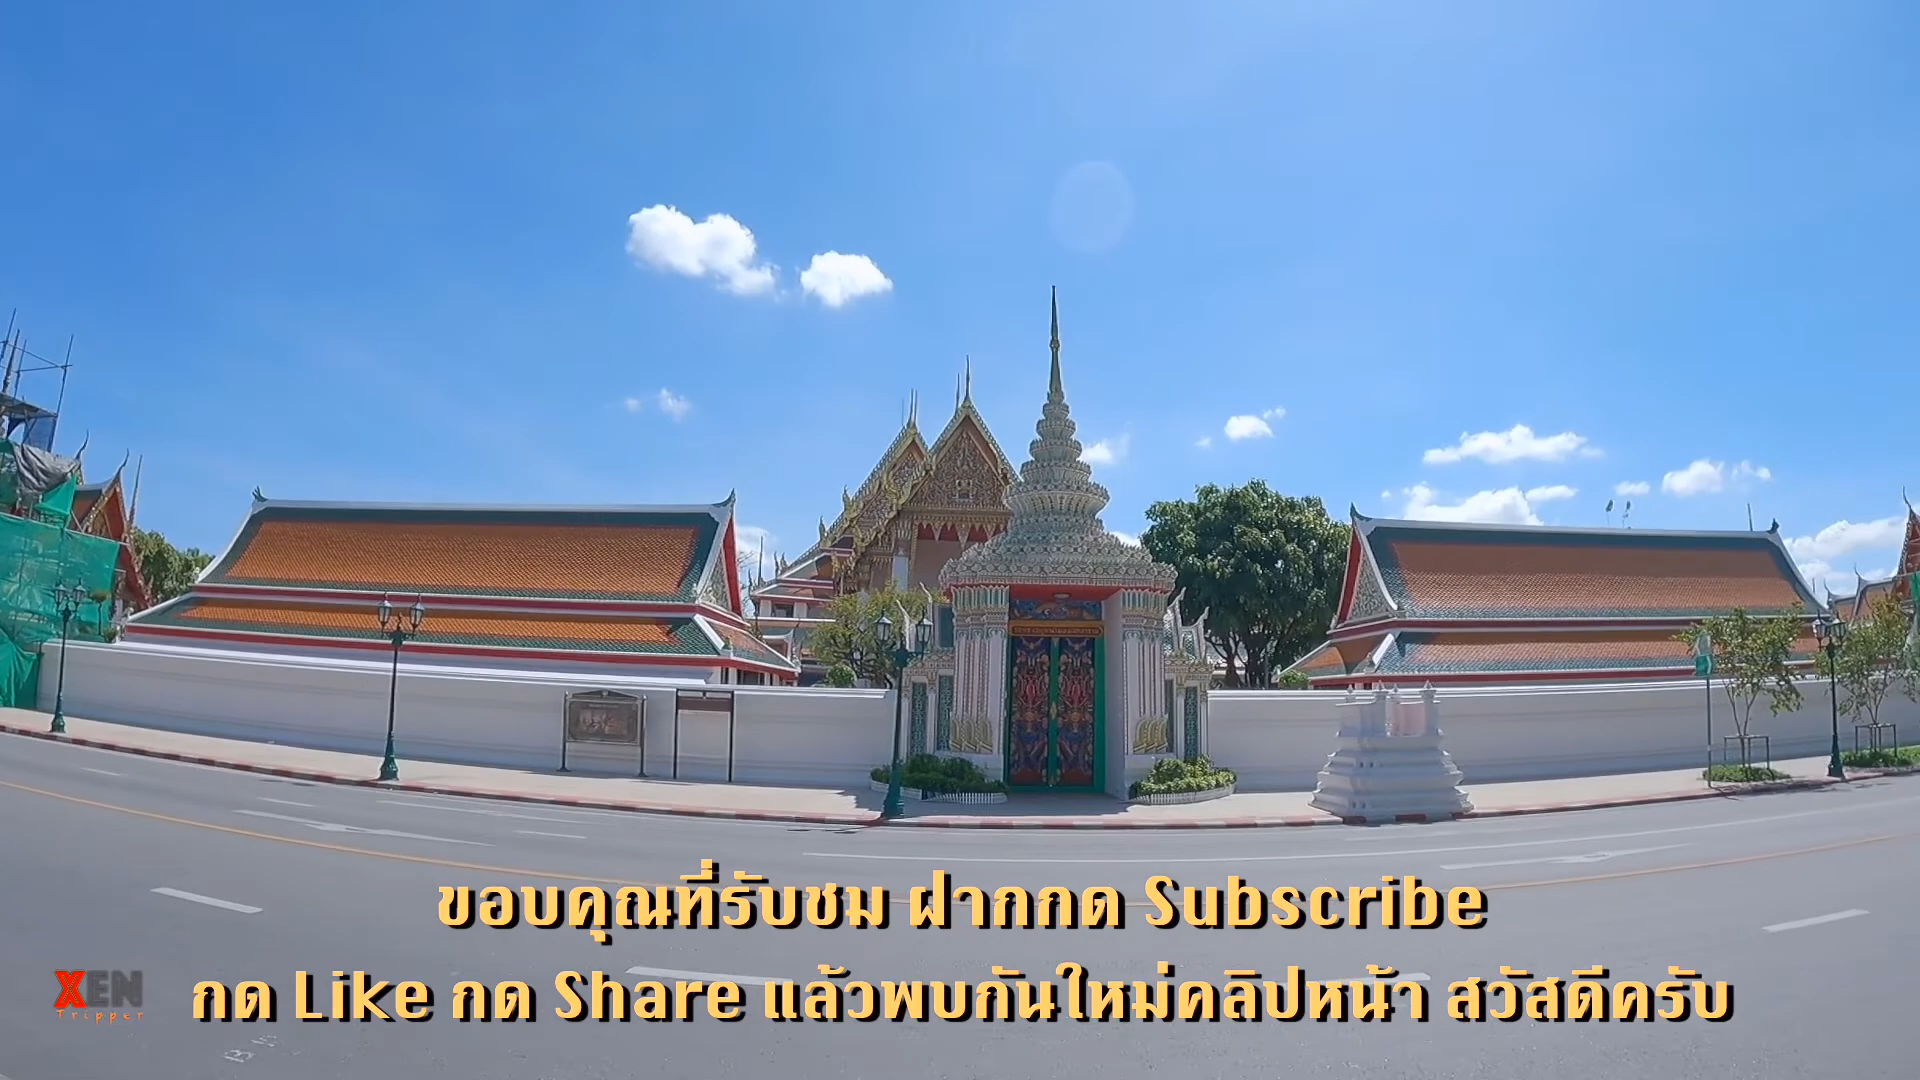 ขอบคุณที่รับชม ฝากกด Subscribe
กด Like กด Share แล้วพบกันใหม่คลิปหน้า สวัสดีครับ
XEN
Tripper